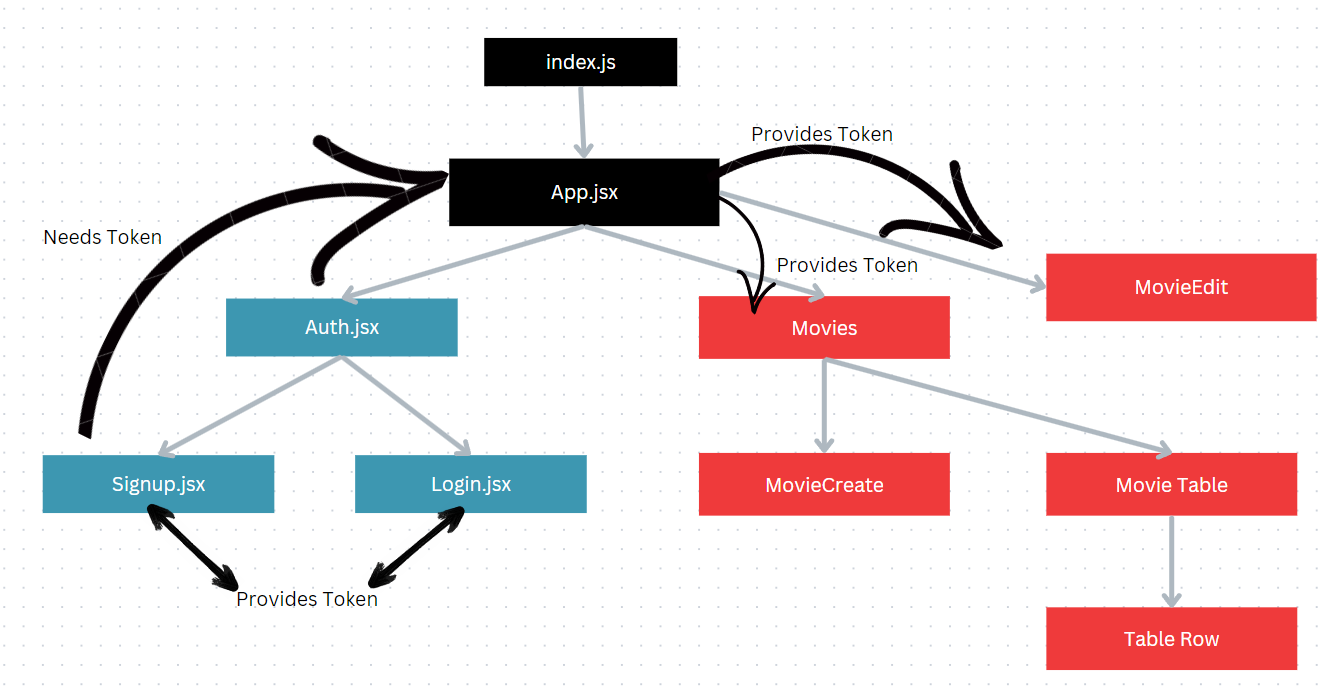 index.js
Provides Token
App.jsx
Needs Token
Provides Token
MovieEdit
Auth.jsx
Movies
Signup.jsx
Login.jsx
MovieCreate
Movie Table
Provides Token
Table Row